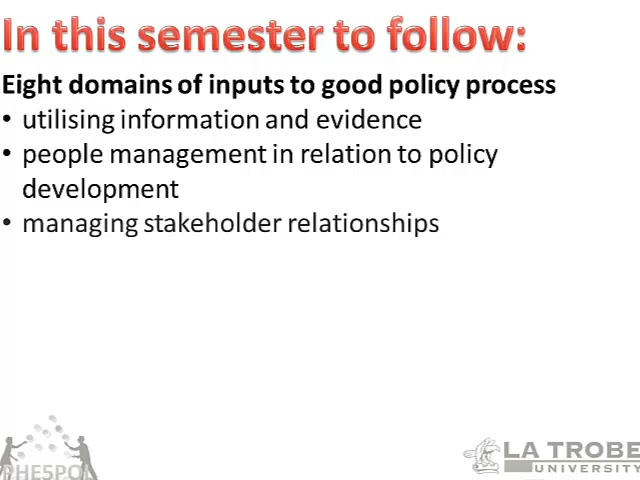 In this semester to follow:
Eight domains of inputs to good policy process
• utilising information and evidence
• people management in relation to policy
development
• managing stakeholder relationships
PHE5POL
LA TROBE
UNIVERSITY